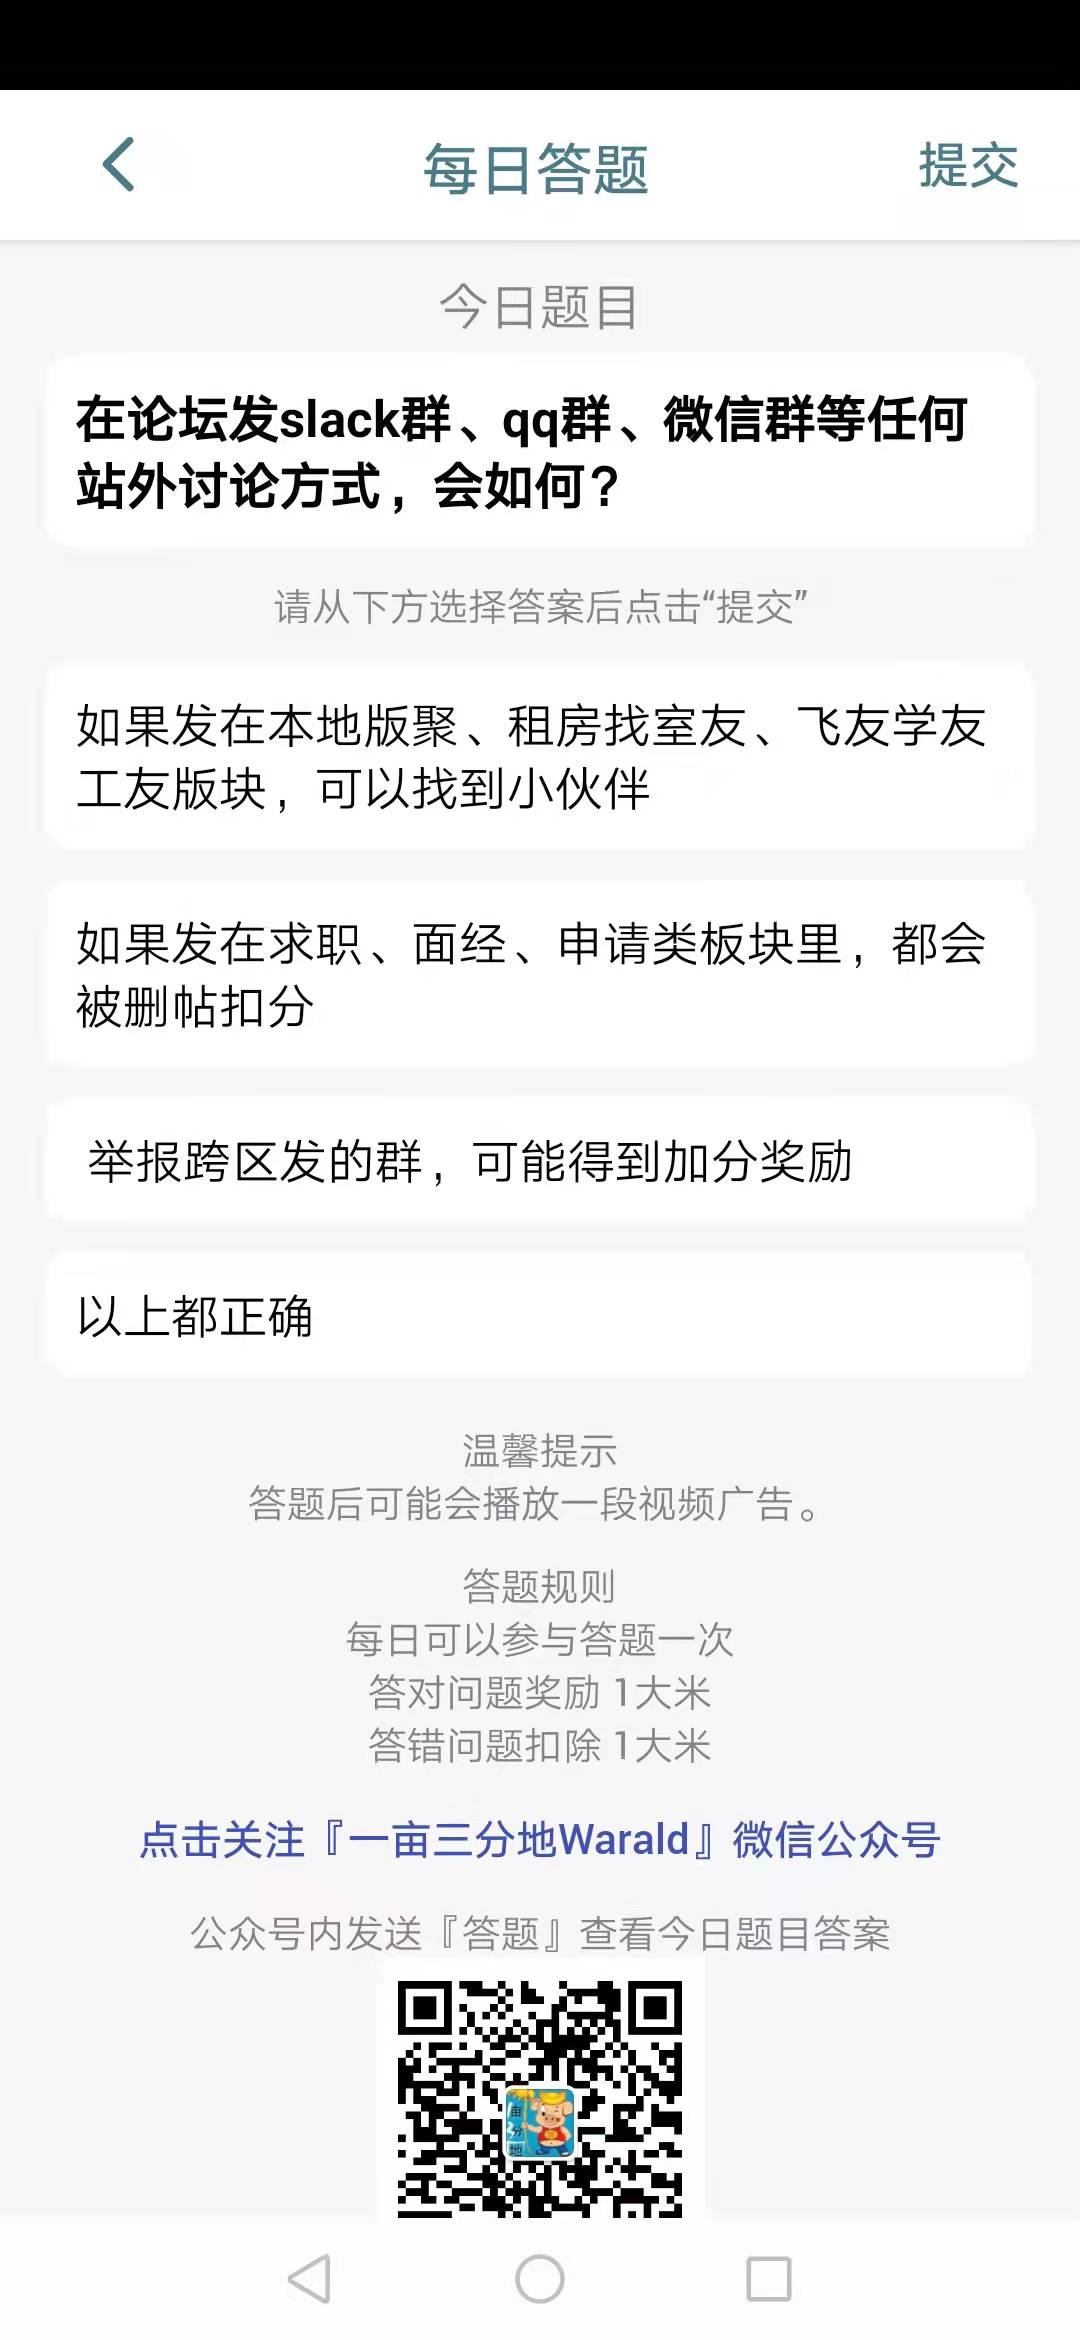 每日答题
提交
今日题目
在论坛发slack群、qq群、微信群等任何
站外讨论方式，会如何？
请从下方选择答案后点击“提交”
如果发在本地版聚、租房找室友、飞友学友
工友版块，可以找到小伙伴
如果发在求职、面经、申请类板块里，都会
被删帖扣分
举报跨区发的群，可能得到加分奖励
以上都正确
温馨提示
答题后可能会播放一段视频广告。
答题规则
每日可以参与答题一次
答对问题奖励 1大米
答错问题扣除 1大米
点击关注『一亩三分地Warald』微信公众号
公众号内发送『答题』查看今日题目答案